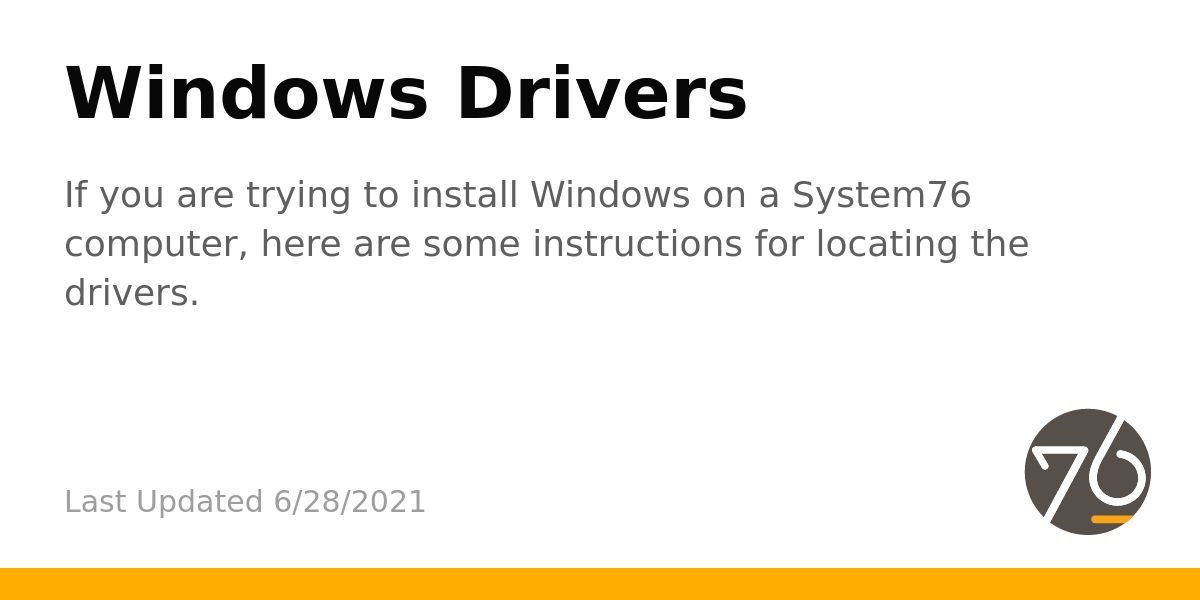 Windows Drivers
If you are trying to install Windows on a System76
computer, here are some instructions for locating the
drivers.
Last Updated 6/28/2021
76